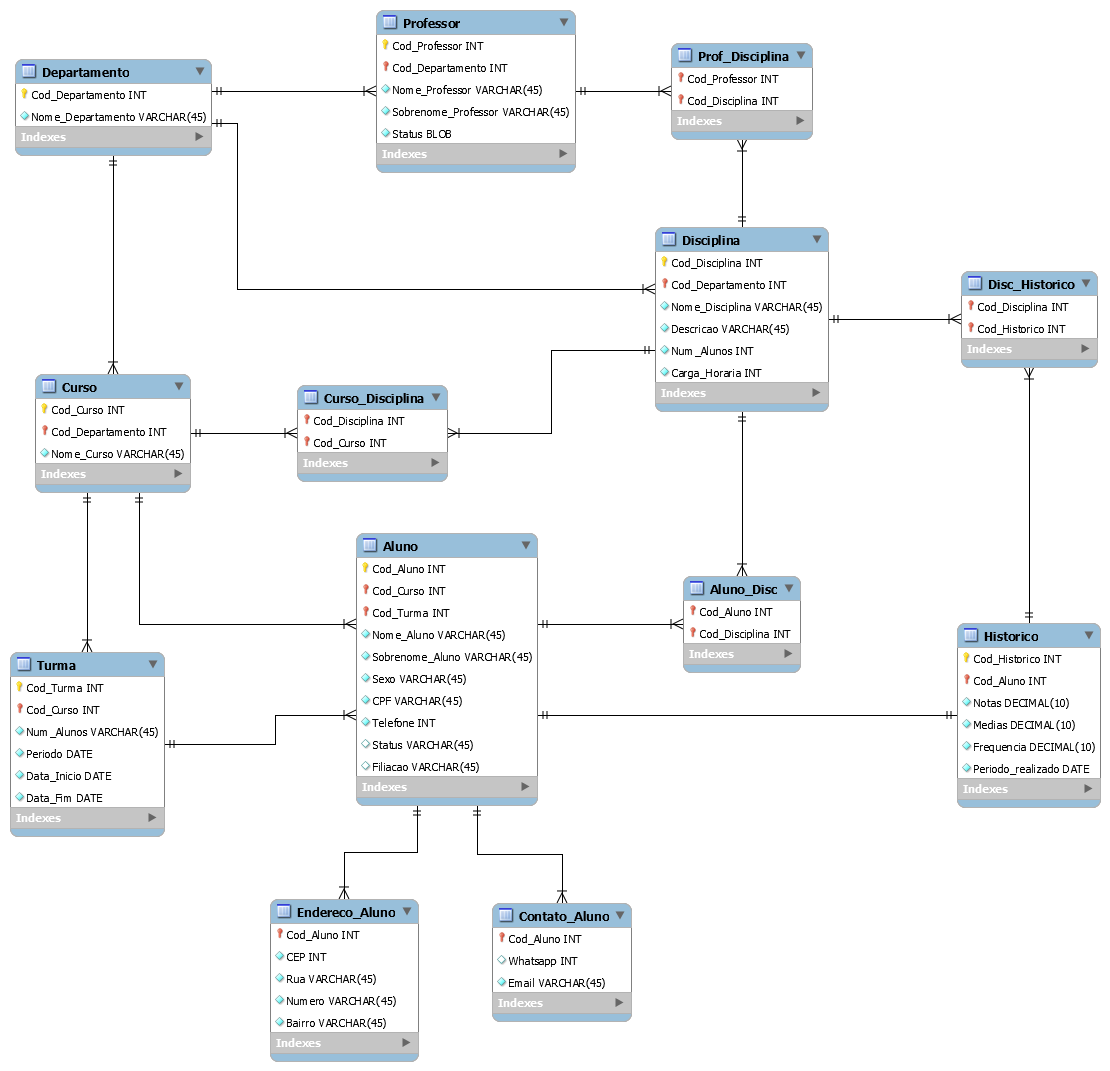 Professor
Cod_Professor INT
Cod_Departamento INT
Nome_Professor VARCHAR(45)
Sobrenome_Professor VARCHAR(45)
Status BLOB
Indexes
Prof_Disciplina
Cod_Professor INT
Cod_Disciplina INT
Indexes
Departamento
Cod_Departamento INT
Nome_Departamento VARCHAR(45)
Indexes
Disciplina
Cod_Disciplina INT
Cod_Departamento INT
Nome_Disciplina VARCHAR(45)
Descricao VARCHAR(45)
Num_Alunos INT
Carga_Horaria INT
Indexes
Disc_Historico
Cod_Disciplina INT
Cod_Historico INT
Indexes
Curso
Cod_Curso INT
Cod_Departamento INT
Nome_Curso VARCHAR(45)
Indexes
Curso_Disciplina
Cod_Disciplina INT
Cod_Curso INT
Indexes
Aluno
Cod_Aluno INT
Cod_Curso INT
Cod_Turma INT
Nome_Aluno VARCHAR(45)
Sobrenome_Aluno VARCHAR(45)
Sexo VARCHAR(45)
CPF VARCHAR(45)
Telefone INT
Status VARCHAR(45)
Filiacao VARCHAR(45)
Indexes
Aluno_Disc
Cod_Aluno INT
Cod_Disciplina INT
Indexes
Historico
Cod_Historico INT
Cod_Aluno INT
Notas DECIMAL(10)
Medias DECIMAL(10)
Frequencia DECIMAL(10)
Periodo_realizado DATE
Indexes
Turma
Cod_Turma INT
Cod_Curso INT
Num_Alunos VARCHAR(45)
Periodo DATE
Data_Inicio DATE
Data_Fim DATE
Indexes
Endereco_Aluno
Cod_Aluno INT
CEP INT
Rua VARCHAR(45)
Numero VARCHAR(45)
Bairro VARCHAR(45)
Indexes
Contato_Aluno
Cod_Aluno INT
Whatsapp INT
Email VARCHAR(45)
Indexes